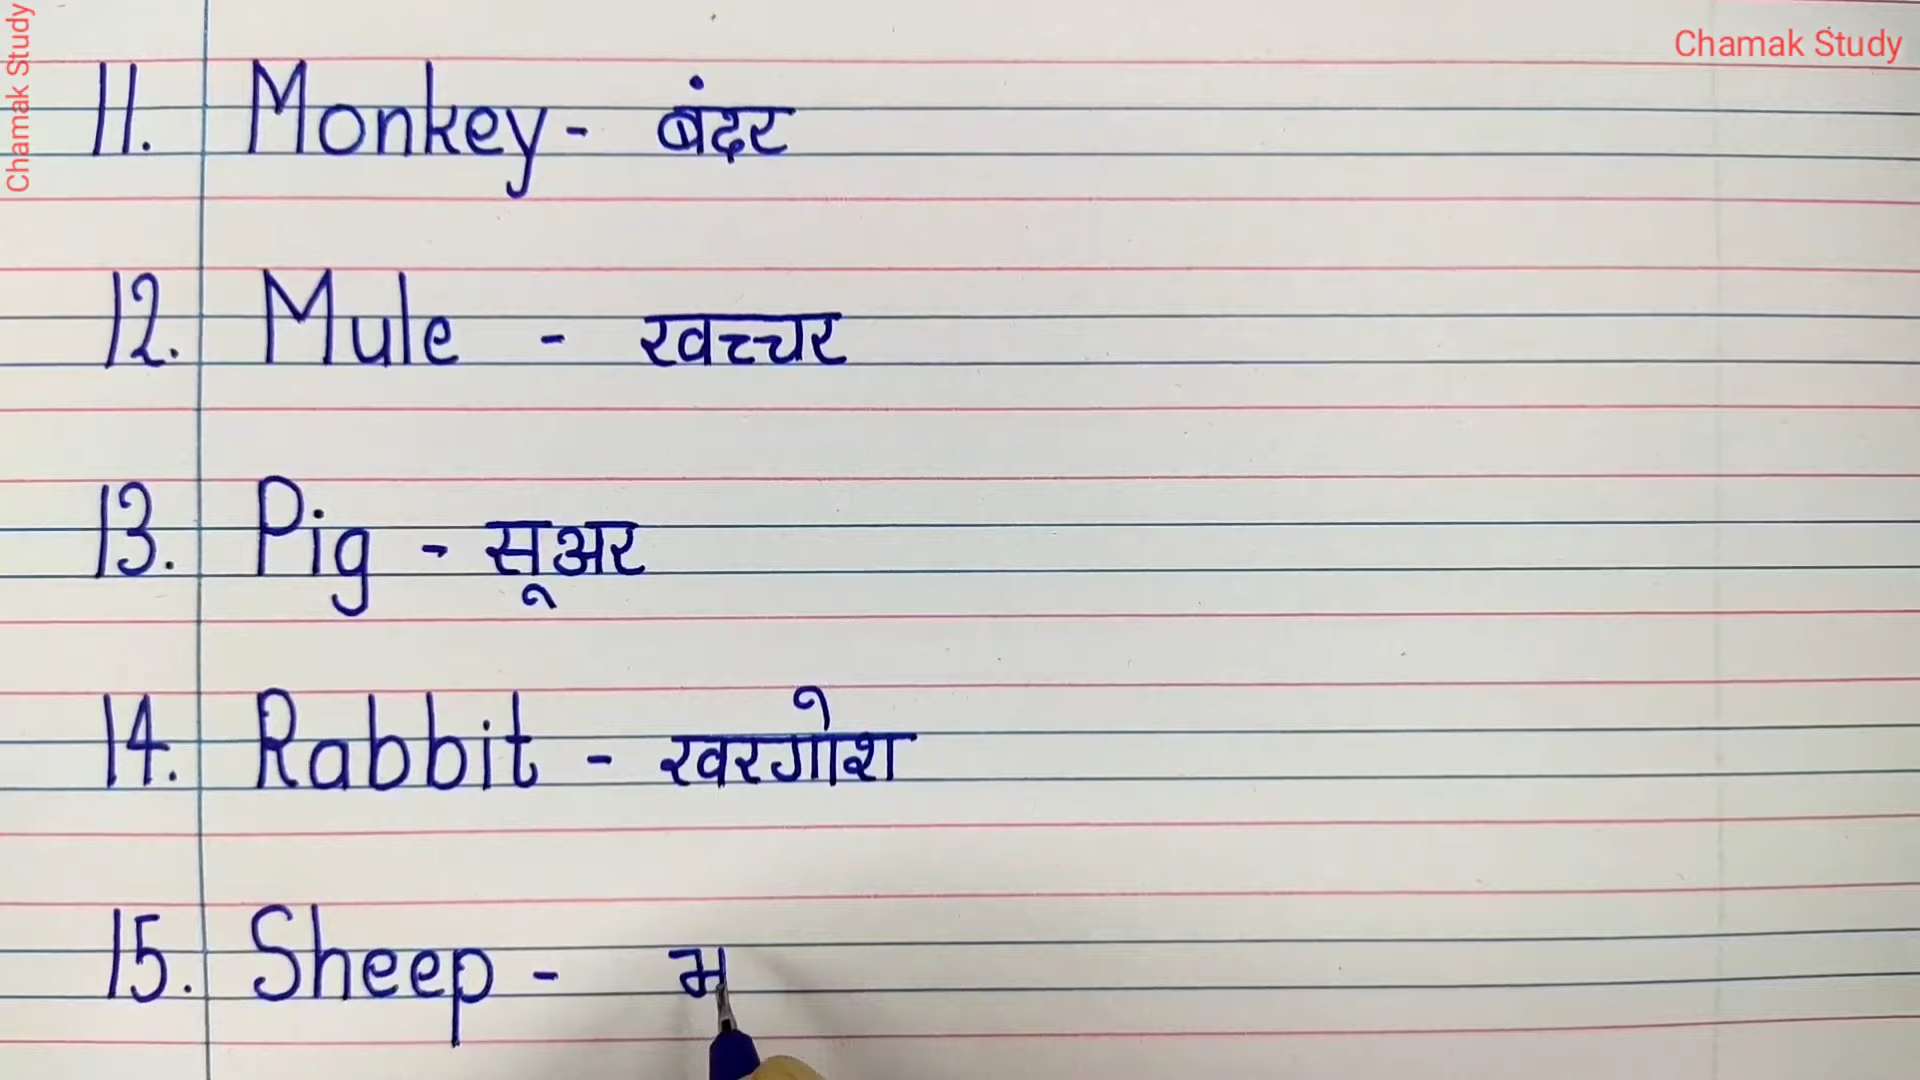 Chamak Study
Chamak Study
11. Monkey - बंदर
12. Mule - खच्चर
13. Pig - सूअर
14. Rabbit - खरगोश
15. Sheep - भ